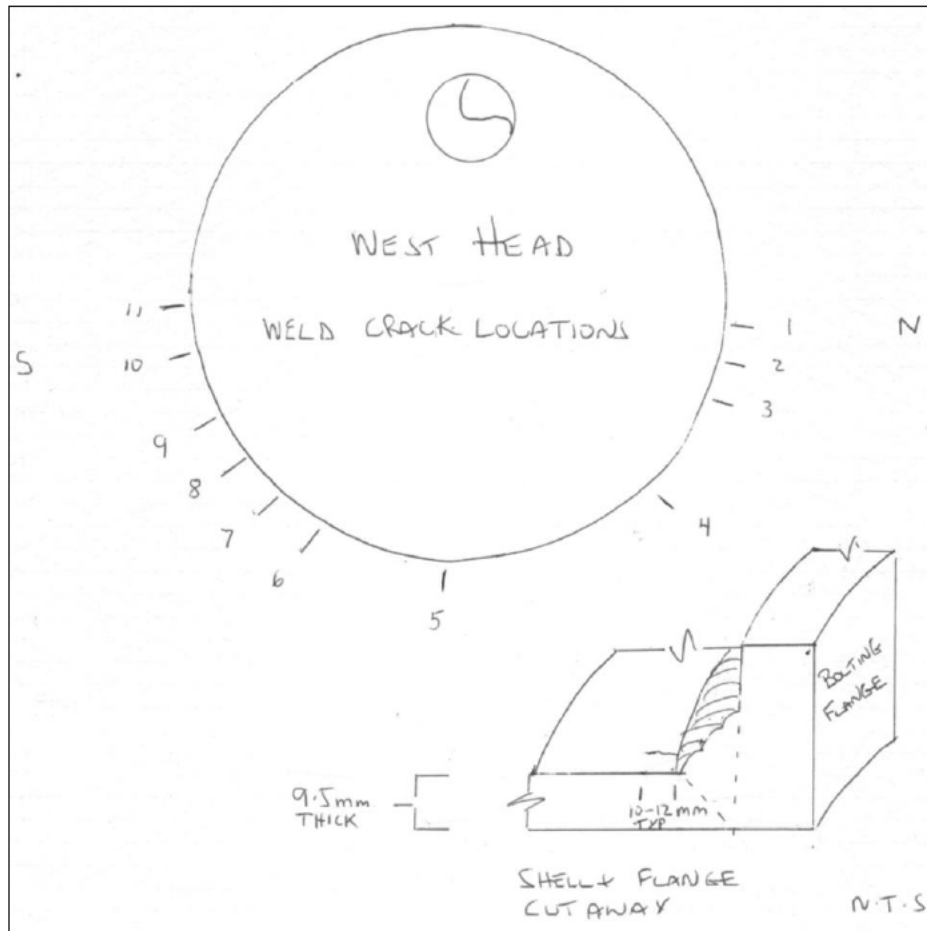 WEST HEAD
WELD CRACK LOCATIONS
11
1
N
S
10
2
3
9
8
4
7
6
5
BOLTING
FLANGE
9.5mm
THICK
10-12mm
TYP
SHELL & FLANGE
CUTAWAY
N.T.S